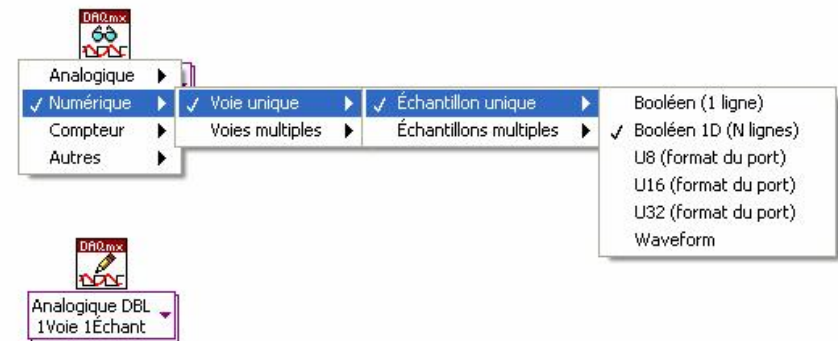 DAQmx
Analogique
Numérique
Compteur
Autres
Voie unique
Voies multiples
Échantillon unique
Échantillons multiples
Booléen (1 ligne)
Booléen 1D (N lignes)
U8 (format du port)
U16 (format du port)
U32 (format du port)
Waveform
DAQmx
Analogique DBL
1Voie 1Échant